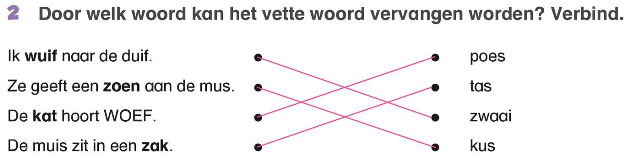 2 Door welk woord kan het vette woord vervangen worden? Verbind.
Ik wuif naar de duif. poes
Ze geeft een zoen aan de mus. tas
De kat hoort WOEF. zwaai
De muis zit in een zak. kus